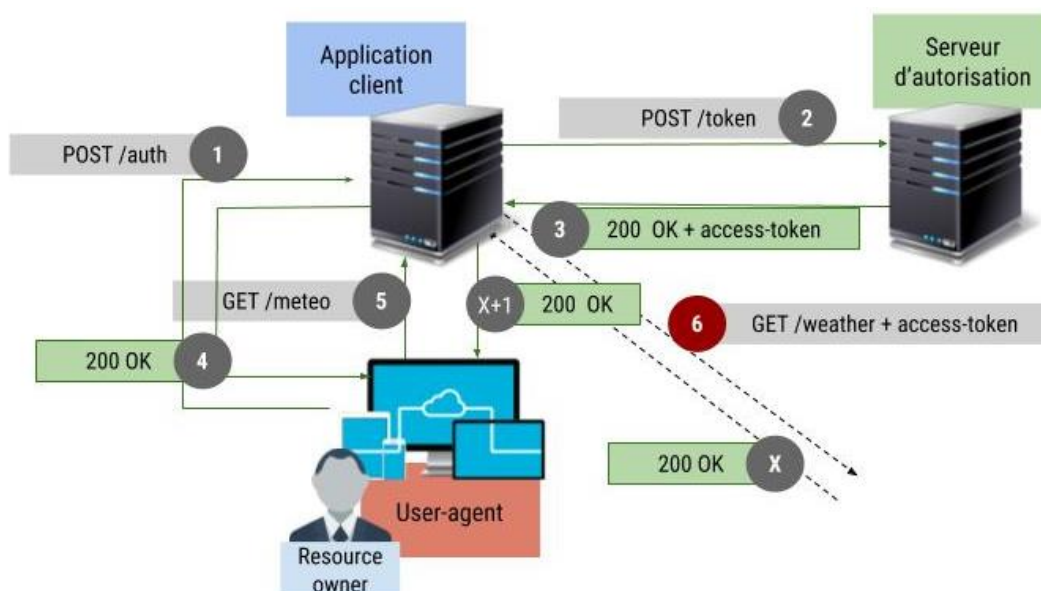 Application
client
Serveur
d'autorisation
POST /token
2
POST /auth
1
3
200 OK + access-token
GET /meteo
5
X+1
200 OK
6
GET /weather + access-token
200 OK
4
200 OK
X
User-agent
Resource
owner